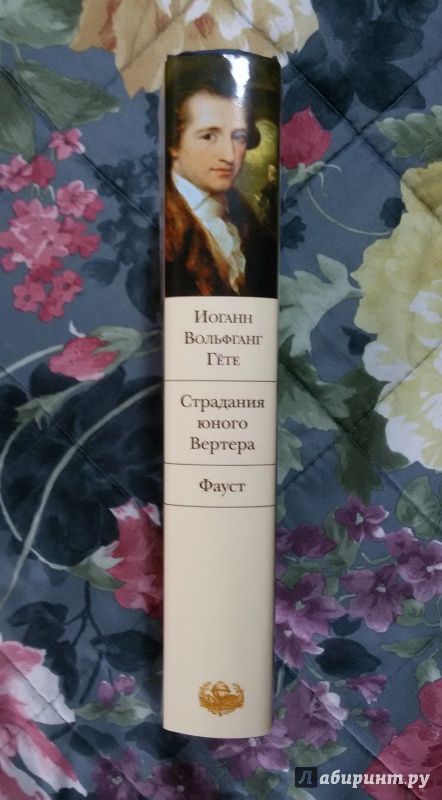 Иоганн
Вольфганг
Гёте
Страдания
юного
Вертера
Фауст
Лабиринт.ру